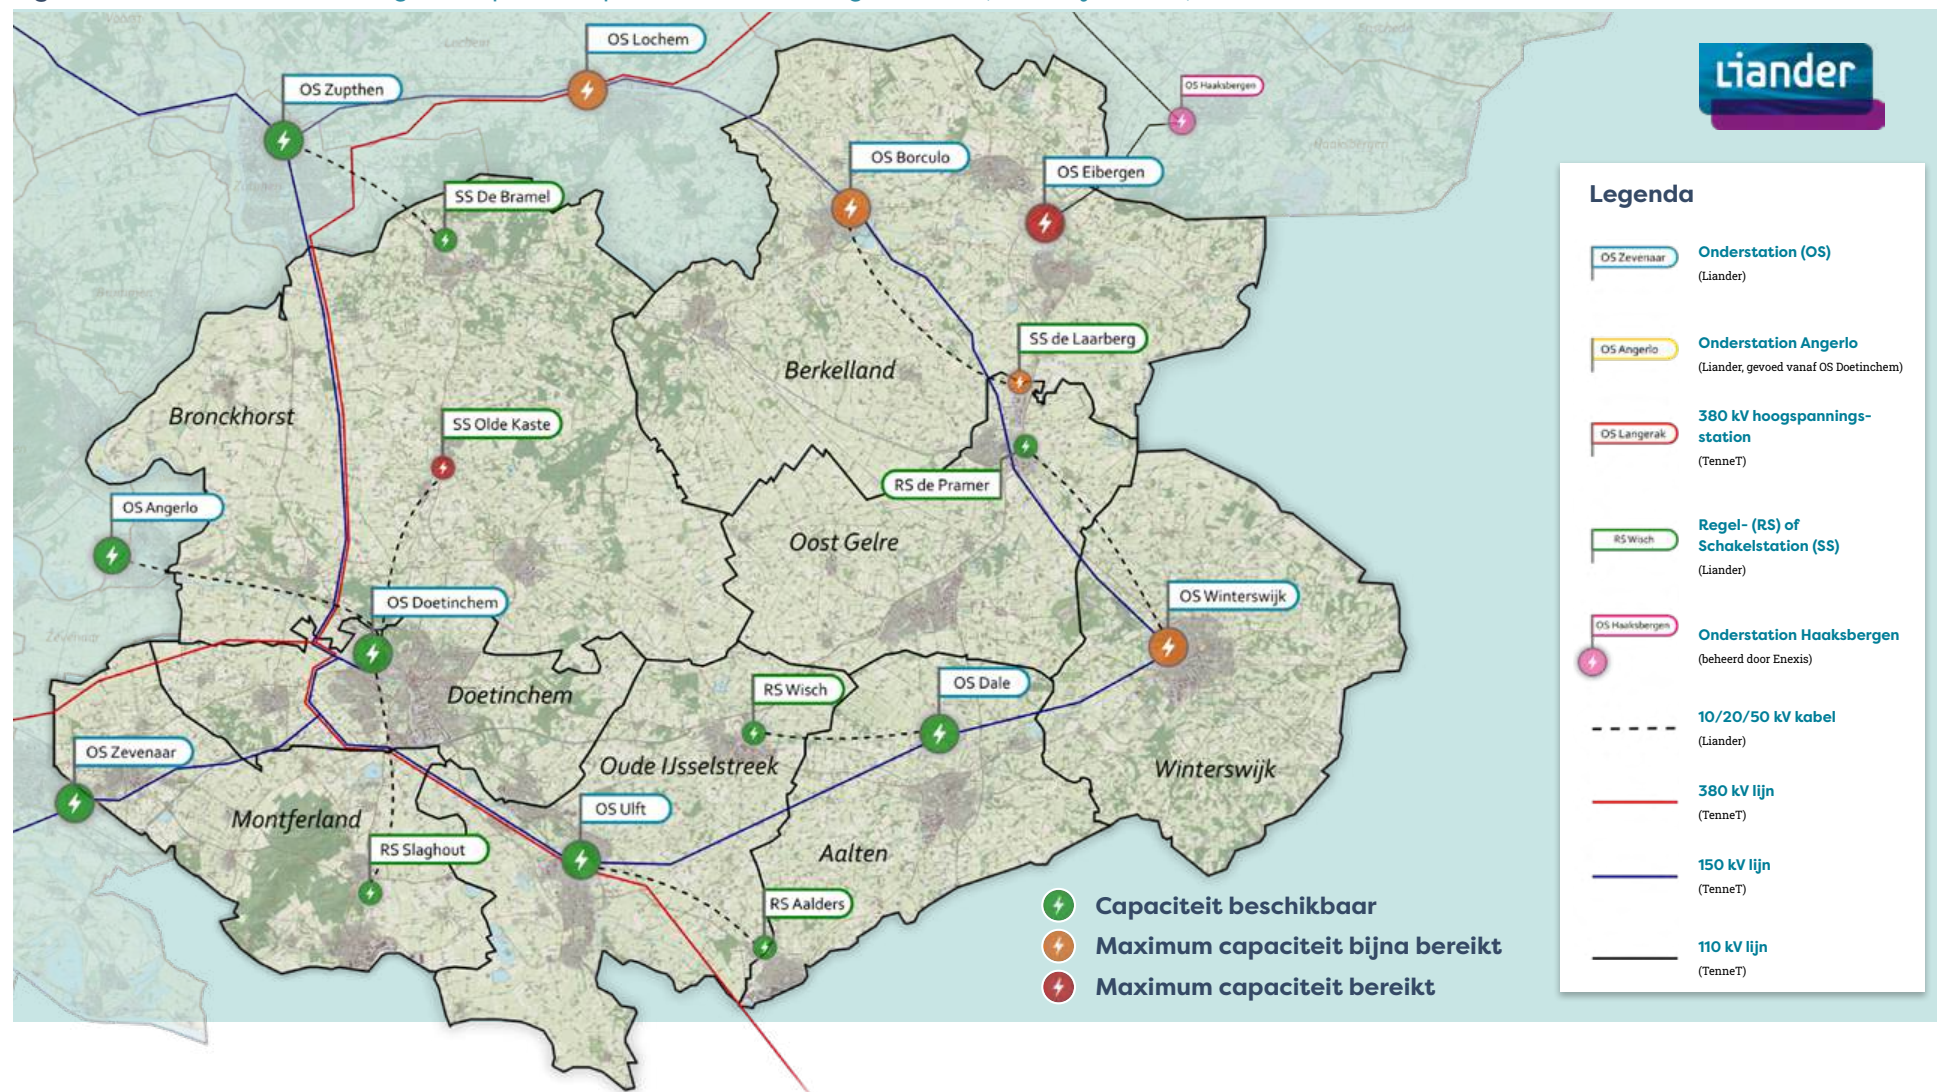 OS Lochem
OS Zupthen
OS Haaksbergen
OS Borculo
OS Eibergen
SS De Bramel
SS de Laarberg
Berkelland
Bronckhorst
SS Olde Kaste
RS de Pramer
OS Angerlo
Oost Gelre
OS Doetinchem
OS Winterswijk
RS Wisch
OS Dale
Doetinchem
OS Zevenaar
Oude IJsselstreek
Winterswijk
OS Ulft
Montferland
RS Slaghout
Aalten
RS Aalders
Capaciteit beschikbaar
Maximum capaciteit bijna bereikt
Maximum capaciteit bereikt
Liander
Legenda
OS Zevenaar
Onderstation (OS)
(Liander)
OS Angerlo
Onderstation Angerlo
(Liander, gevoed vanaf OS Doetinchem)
OS Langerak
380 kV hoogspannings-
station
(TenneT)
RS Wisch
Regel- (RS) of
Schakelstation (SS)
(Liander)
OS Haaksbergen
Onderstation Haaksbergen
(beheerd door Enexis)
10/20/50 kV kabel
(Liander)
380 kV lijn
(TenneT)
150 kV lijn
(TenneT)
110 kV lijn
(TenneT)